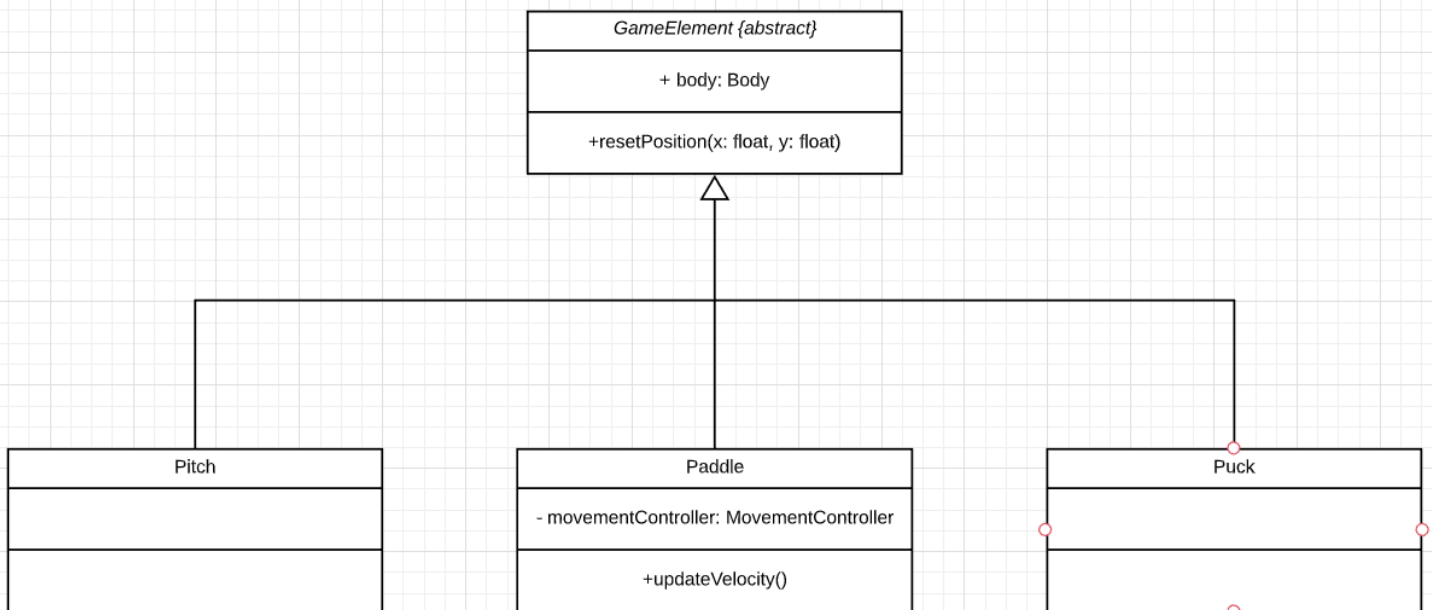 GameElement {abstract}
+ body: Body
+resetPosition(x: float, y: float)
Pitch
Paddle
- movementController: MovementController
+updateVelocity()
Puck